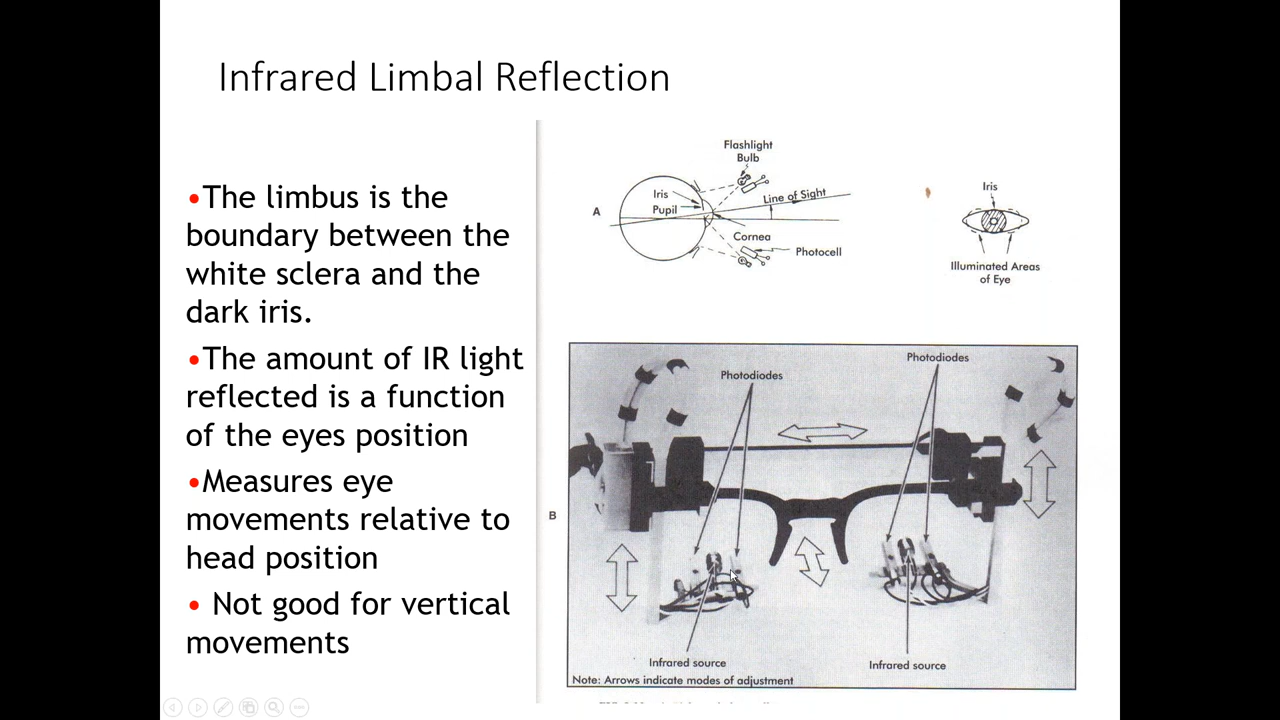 Infrared Limbal Reflection
•The limbus is the
boundary between the
white sclera and the
dark iris.
•The amount of IR light
reflected is a function
of the eyes position
•Measures eye
movements relative to
head position
• Not good for vertical
movements
Flashlight
Bulb
Iris
Pupil
Line of Sight
A
Cornea
Photocell
Iris
Illuminated Areas
of Eye
Photodiodes
Photodiodes
B
Infrared source
Infrared source
Note: Arrows indicate modes of adjustment